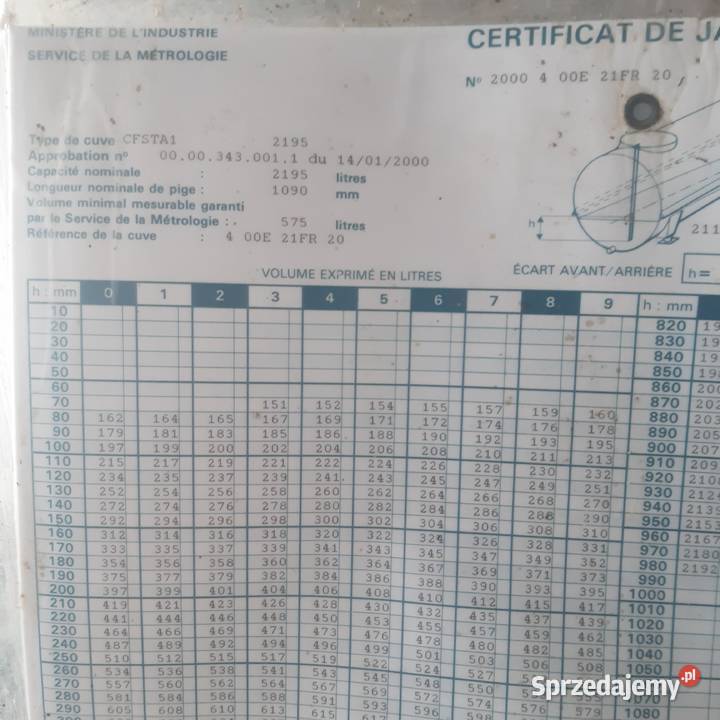 MINISTÈRE DE L'INDUSTRIE
SERVICE DE LA MÉTROLOGIE
CERTIFICAT DE
Nº 2000 4 00E 21FR 20
Type de cuve CFSTA1 2195
Approbation nº 00.00.343.001.1 du 14/01/2000
Capacité nominale : 2195 litres
Longueur nominale de pige : 1090 mm
Volume minimal mesurable garanti
par le Service de la Métrologie : 575 litres
Référence de la cuve : 4 00E 21FR 20
h
211
VOLUME EXPRIMÉ EN LITRES
ÉCART AVANT/ARRIÈRE h=
h : mm 0 1 2 3 4 5 6 7 8 9 h : mm
10
20 820
30 830
40 840
50 850
60 860
70 151 152 154 155 157 159 160 870
80 162 164 165 167 169 171 172 174 176 178 880
90 179 181 183 185 186 188 190 192 193 195 890
100 197 199 200 202 204 206 208 210 211 213 900
110 215 217 219 221 222 224 226 228 230 232 910
120 234 235 237 239 241 243 245 247 249 251 920
130 252 254 256 258 260 262 264 266 268 270 930
140 272 274 276 278 280 282 284 286 288 290 940
150 292 294 296 298 300 302 304 306 308 310 950
160 312 314 316 318 320 322 324 326 328 331 960 2167
170 333 335 337 339 341 343 345 347 349 352 970 2180
180 354 356 358 360 362 364 367 369 371 373 980 2192
190 375 377 379 382 384 386 388 390 393 395 990
200 397 399 401 404 406 408 410 412 415 417 1000
210 419 421 423 426 428 430 432 435 437 439 1010
220 441 444 446 448 450 453 455 457 459 462 1020
230 464 466 469 471 473 476 478 480 482 485 1030
240 487 489 492 494 496 499 501 503 506 508 1040
250 510 512 515 517 519 522 524 527 1050
260 534 536 538 541 543 545 548 550
270 557 560 562 564 567 569 572 574 576 579 1070
280 581 584 586 588 591 593 1080
290 605 608 610 613 615
Sprzedajemy.pl